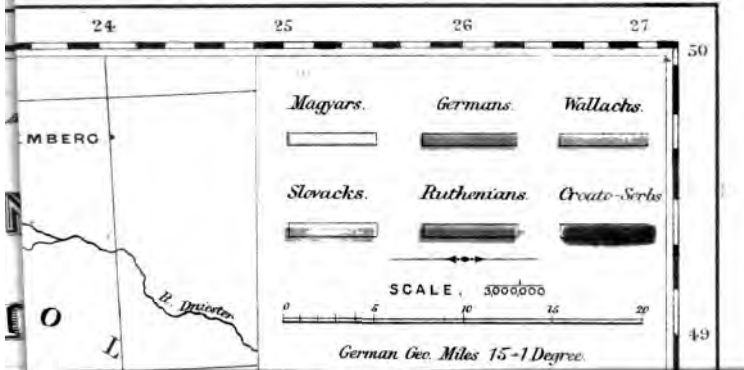 24 25 26 27
50
Magyars. Germans. Wallachs.
EMBERG
Slovacks. Ruthenians. Croato-Serbs
SCALE, 1/3,000,000
R. Dniester
0 5 10 15 20
O L
49
German Geo. Miles 15=1 Degree.